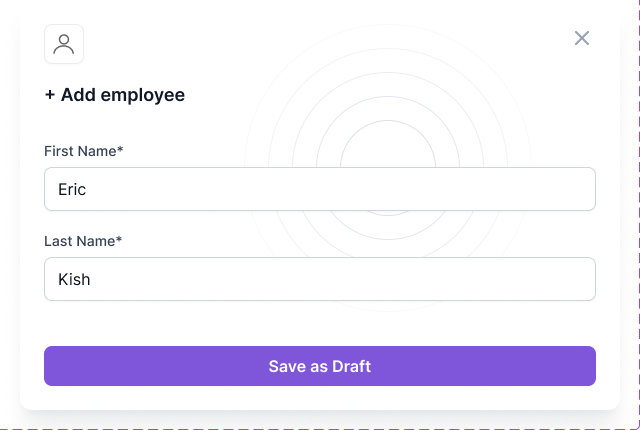 + Add employee
First Name*
Eric
Last Name*
Kish
Save as Draft